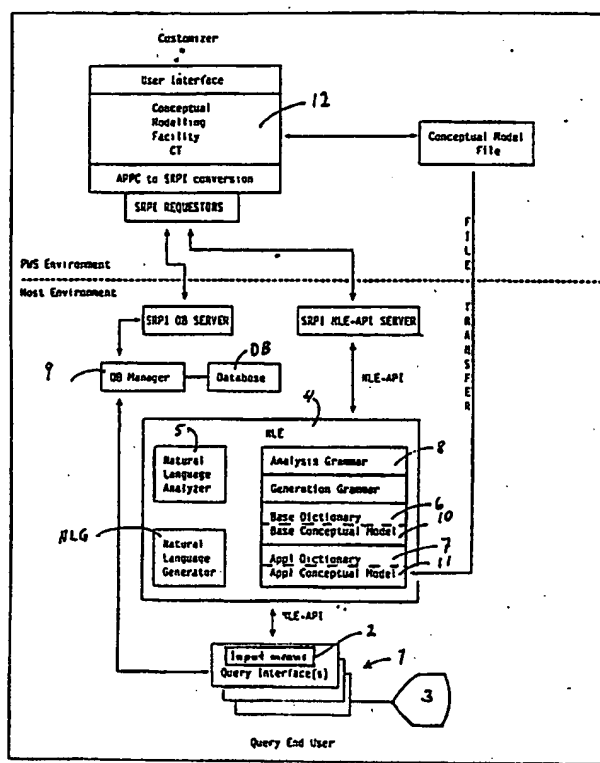 Customizer
User Interface
Conceptual
Modelling
Facility
CT
12
Conceptual Model
File
APPC to SRPI conversion
SRPI REQUESTORS
FILE TRANSFER
PWS Environment
Host Environment
SRPI DB SERVER
SRPI NLE-API SERVER
9
DB
DB Manager
Database
NLE-API
4
NLE
5
Natural
Language
Analyzer
Analysis Grammar
8
Generation Grammar
6
Base Dictionary
10
Base Conceptual Model
NLG
Natural
Language
Generator
7
Appl Dictionary
11
Appl Conceptual Model
NLE-API
2
Input means
1
Query Interface(s)
3
Query End User